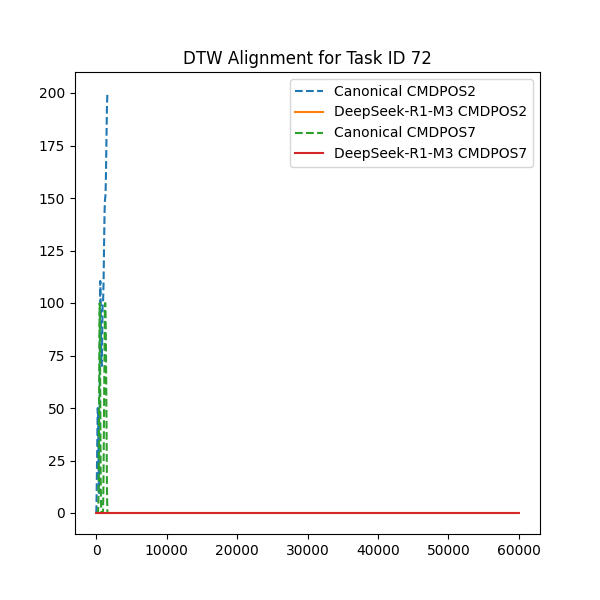 DTW Alignment for Task ID 72
Canonical CMDPOS2
DeepSeek-R1-M3 CMDPOS2
Canonical CMDPOS7
DeepSeek-R1-M3 CMDPOS7
200
175
150
125
100
75
50
25
0
0 10000 20000 30000 40000 50000 60000